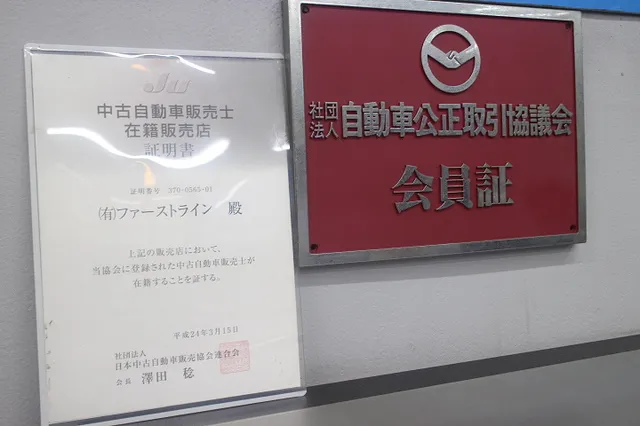 Ju
中古自動車販売士
在籍販売店
証明書
証明番号 370-0585-01
(有)ファーストライン 殿
上記の販売店において、
当協会に登録された中古自動車販売士が
在籍することを証する。
平成24年3月15日
社団法人
日本中古自動車販売協会連合会
会長 澤田 稔
社団
法人 自動車公正取引協議会
会員証